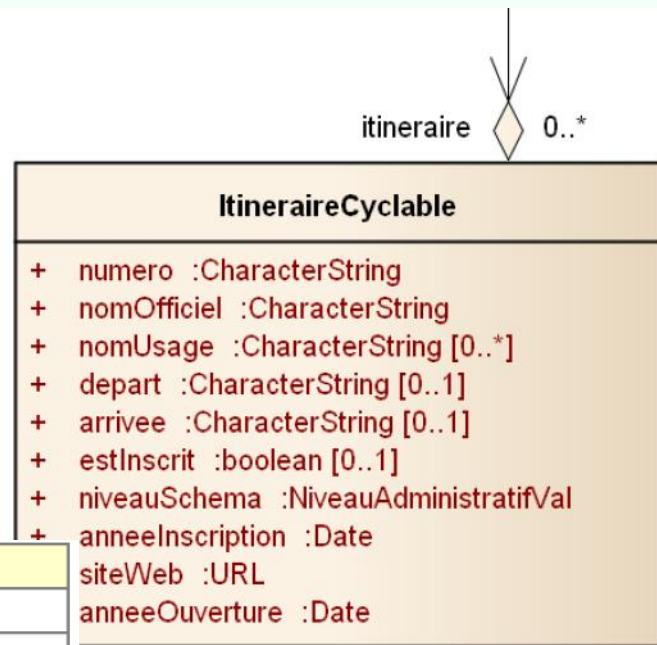 itineraire 0..*
ItineraireCyclable
+ numero :CharacterString
+ nomOfficiel :CharacterString
+ nomUsage :CharacterString [0..*]
+ depart :CharacterString [0..1]
+ arrivee :CharacterString [0..1]
+ estInscrit :boolean [0..1]
+ niveauSchema :NiveauAdministratifVal
+ anneeInscription :Date
siteWeb :URL
anneeOuverture :Date